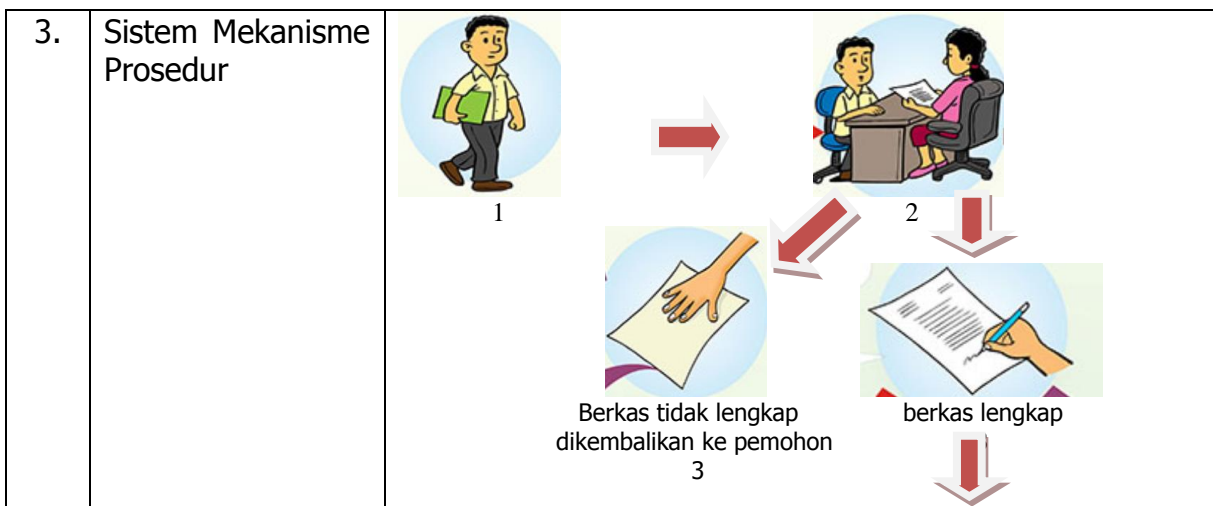 3.
Sistem Mekanisme
Prosedur
1
2
Berkas tidak lengkap
dikembalikan ke pemohon
3
berkas lengkap